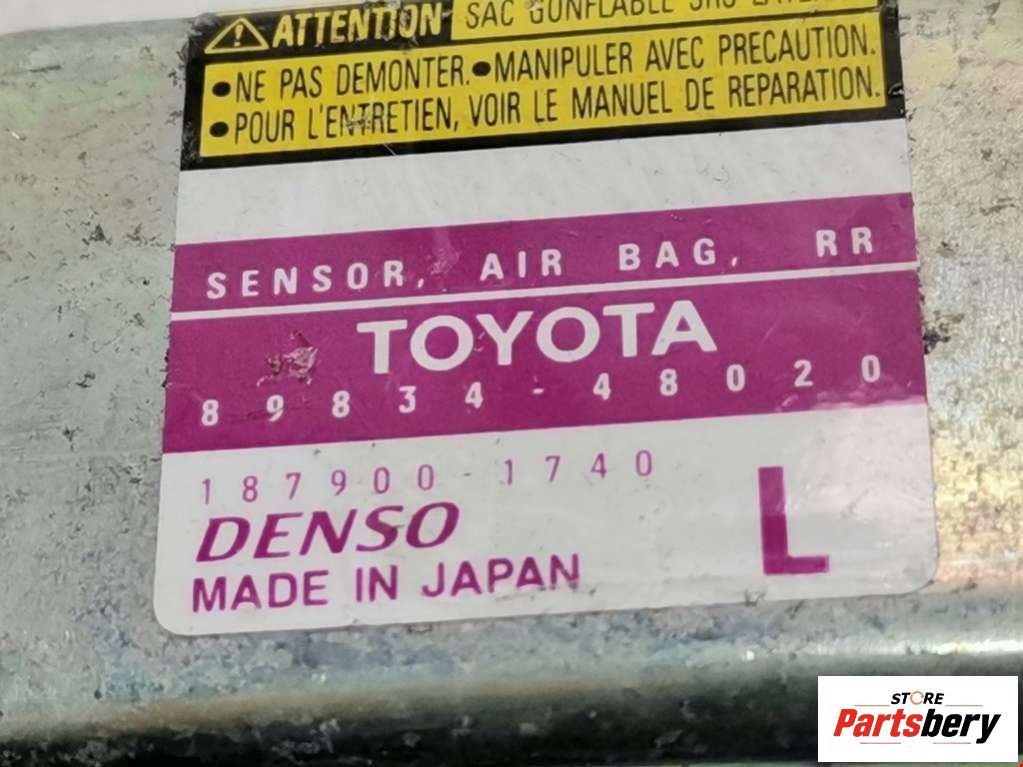 ATTENTION
SAC GONFLABLE SRS
• NE PAS DEMONTER. • MANIPULER AVEC PRECAUTION.
• POUR L'ENTRETIEN, VOIR LE MANUEL DE REPARATION.
SENSOR, AIR BAG, RR
TOYOTA
89834-48020
187900-1740
DENSO
L
MADE IN JAPAN
STORE
Partsbery